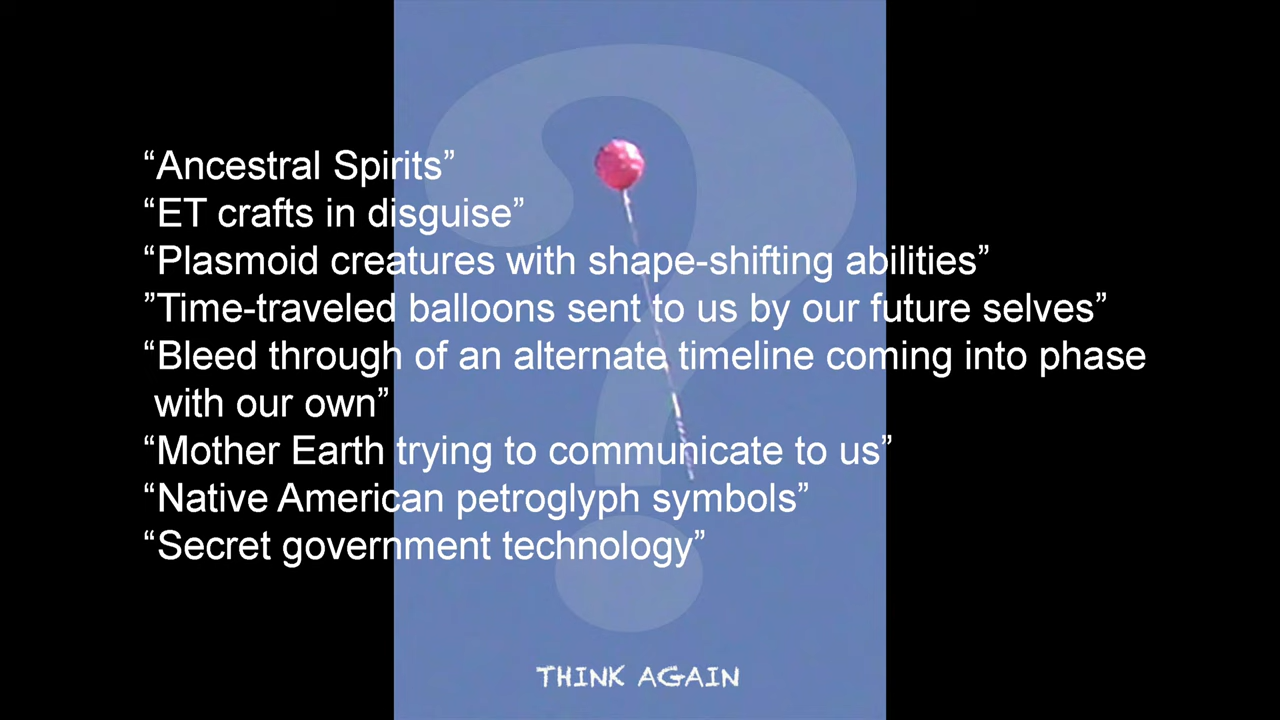 “Ancestral Spirits”
“ET crafts in disguise”
“Plasmoid creatures with shape-shifting abilities”
”Time-traveled balloons sent to us by our future selves”
“Bleed through of an alternate timeline coming into phase
with our own”
“Mother Earth trying to communicate to us”
“Native American petroglyph symbols”
“Secret government technology”
?
THINK AGAIN